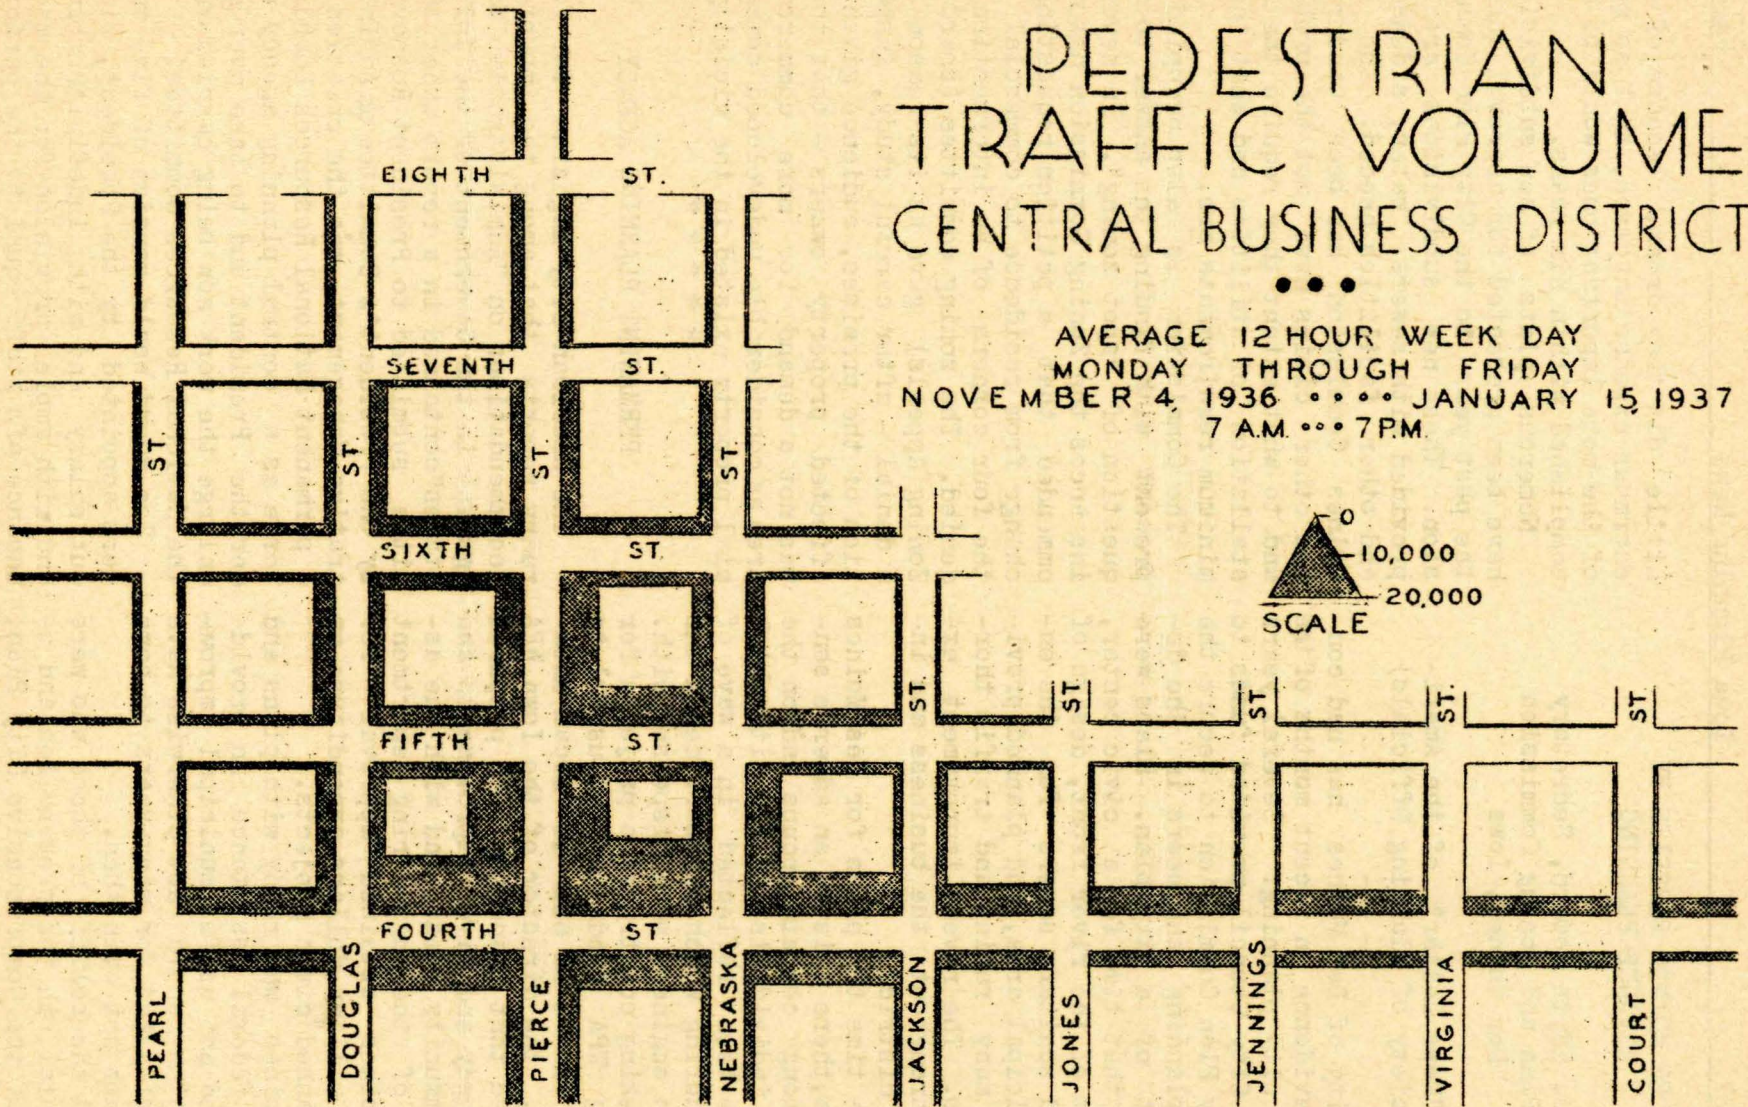 PEDESTRIAN
TRAFFIC VOLUME
CENTRAL BUSINESS DISTRICT
•••
AVERAGE 12 HOUR WEEK DAY
MONDAY THROUGH FRIDAY
NOVEMBER 4, 1936 •••• JANUARY 15, 1937
7 A.M. ••• 7 P.M.
0
10,000
20,000
SCALE
EIGHTH ST.
SEVENTH ST.
ST. ST. ST. ST.
SIXTH ST.
ST. ST. ST. ST. ST.
FIFTH ST.
FOURTH ST
PEARL
DOUGLAS
PIERCE
NEBRASKA
JACKSON
JONES
JENNINGS
VIRGINIA
COURT